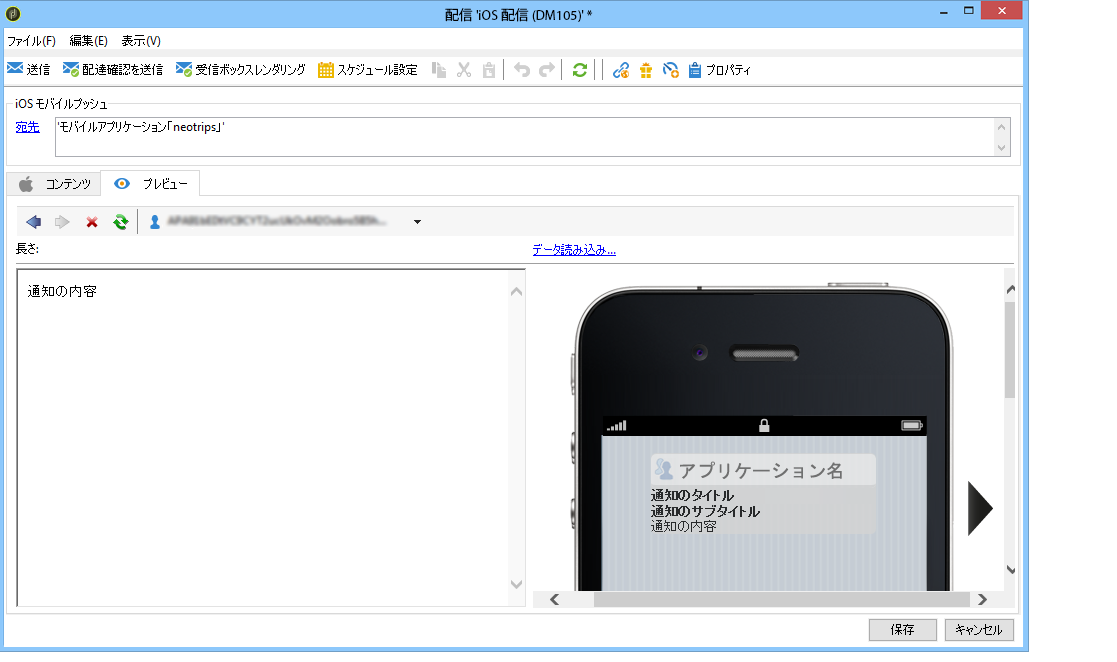 配信 'iOS 配信 (DM105)' *
ファイル(F) 編集(E) 表示(V)
送信 配達確認を送信 受信ボックスレンダリング スケジュール設定 プロパティ
iOS モバイルプッシュ
宛先 'モバイルアプリケーション「neotrips」'
コンテンツ プレビュー
長さ: データ読み込み...
通知の内容
アプリケーション名
通知のタイトル
通知のサブタイトル
通知の内容
保存 キャンセル